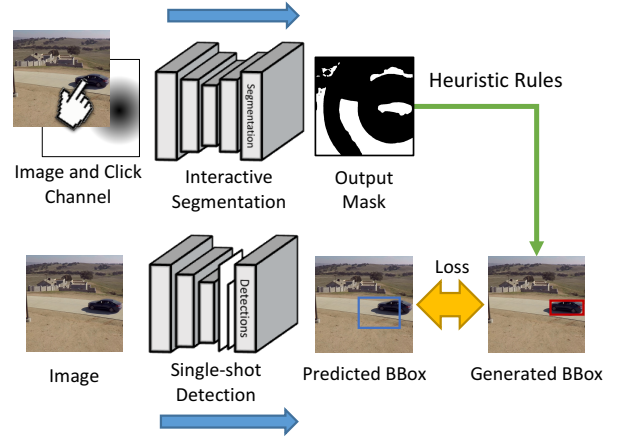 Segmentation
Heuristic Rules
Image and Click
Channel
Interactive
Segmentation
Output
Mask
Detections
Loss
Image
Single-shot
Detection
Predicted BBox
Generated BBox